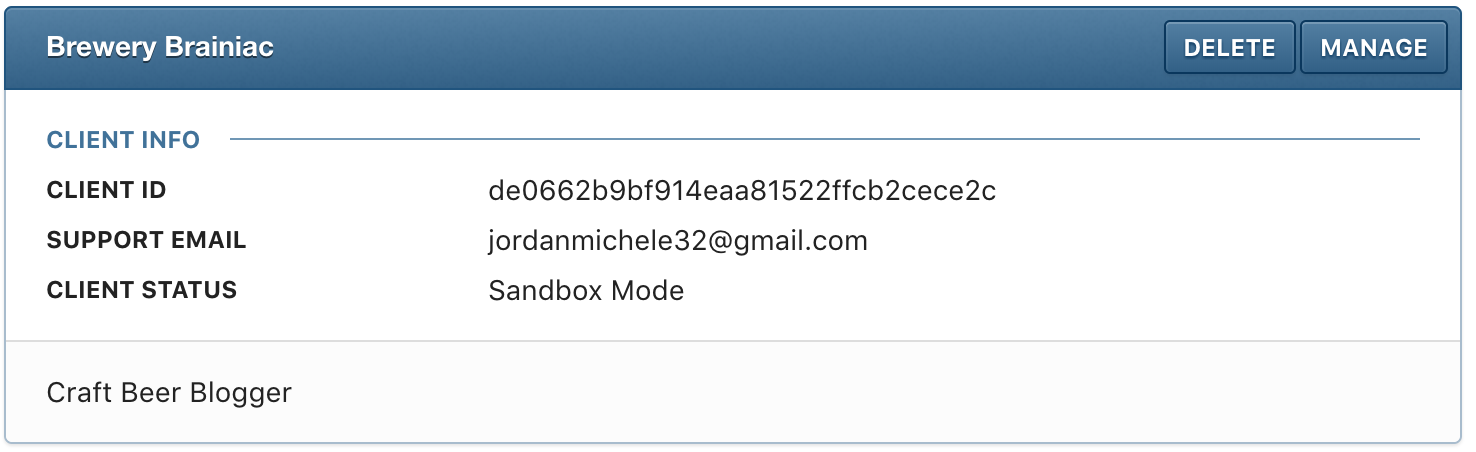 Brewery Brainiac
DELETE MANAGE
CLIENT INFO
CLIENT ID de0662b9bf914eaa81522ffcb2cece2c
SUPPORT EMAIL jordanmichele32@gmail.com
CLIENT STATUS Sandbox Mode
Craft Beer Blogger